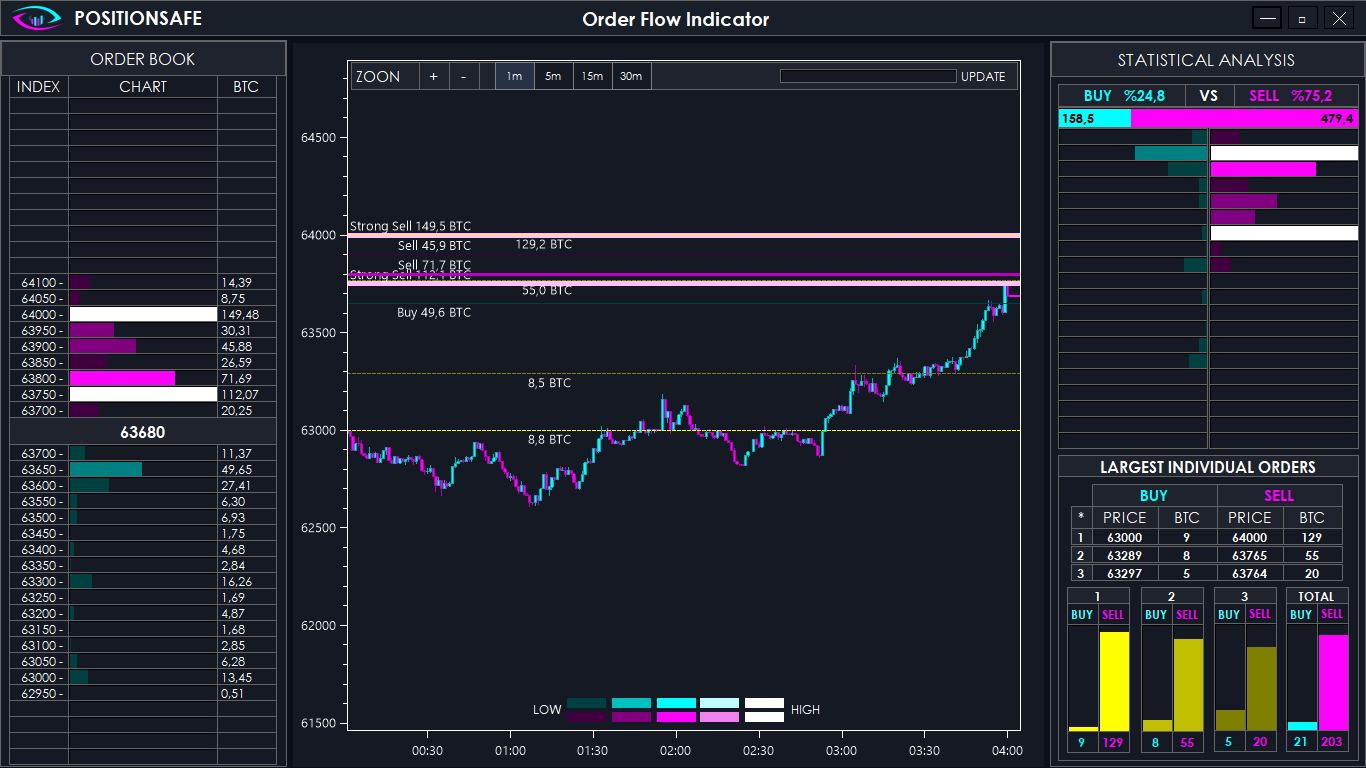 POSITIONSAFE
Order Flow Indicator
ORDER BOOK
INDEX CHART BTC
64100 - 14,39
64050 - 8,75
64000 - 149,48
63950 - 30,31
63900 - 45,88
63850 - 26,59
63800 - 71,69
63750 - 112,07
63700 - 20,25
63680
63700 - 11,37
63650 - 49,65
63600 - 27,41
63550 - 6,30
63500 - 6,93
63450 - 1,75
63400 - 4,68
63350 - 2,84
63300 - 16,26
63250 - 1,69
63200 - 4,87
63150 - 1,68
63100 - 2,85
63050 - 6,28
63000 - 13,45
62950 - 0,51
ZOON + - 1m 5m 15m 30m UPDATE
64500
64000
63500
63000
62500
62000
61500
Strong Sell 149,5 BTC
129,2 BTC
Sell 45,9 BTC
Sell 71,7 BTC
Strong Sell 112,1 BTC
55,0 BTC
Buy 49,6 BTC
8,5 BTC
8,8 BTC
LOW HIGH
00:30 01:00 01:30 02:00 02:30 03:00 03:30 04:00
STATISTICAL ANALYSIS
BUY %24,8 VS SELL %75,2
158,5 479,4
LARGEST INDIVIDUAL ORDERS
BUY SELL
* PRICE BTC PRICE BTC
1 63000 9 64000 129
2 63289 8 63765 55
3 63297 5 63764 20
1 2 3 TOTAL
BUY SELL BUY SELL BUY SELL BUY SELL
9 129 8 55 5 20 21 203